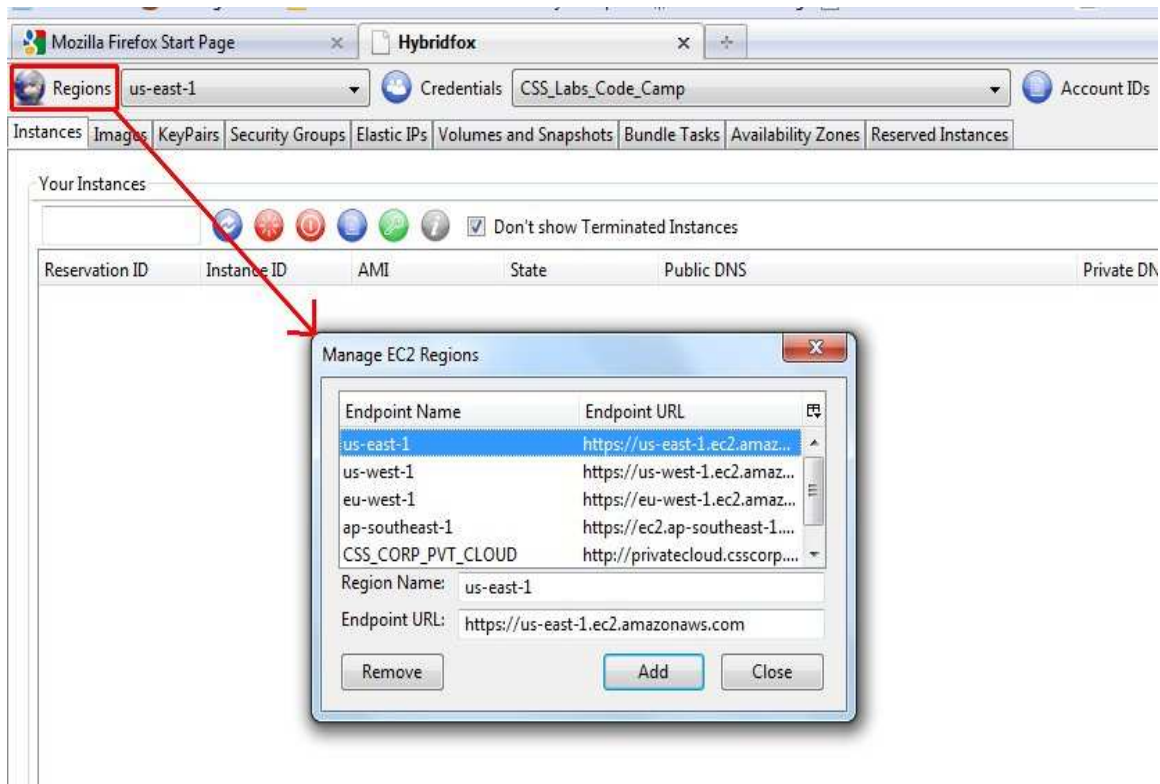 Mozilla Firefox Start Page
Hybridfox
Regions us-east-1 Credentials CSS_Labs_Code_Camp Account IDs
Instances Images KeyPairs Security Groups Elastic IPs Volumes and Snapshots Bundle Tasks Availability Zones Reserved Instances
Your Instances
Don't show Terminated Instances
Reservation ID Instance ID AMI State Public DNS Private DN
Manage EC2 Regions
Endpoint Name Endpoint URL
us-east-1 https://us-east-1.ec2.amaz...
us-west-1 https://us-west-1.ec2.amaz...
eu-west-1 https://eu-west-1.ec2.amaz...
ap-southeast-1 https://ec2.ap-southeast-1....
CSS_CORP_PVT_CLOUD http://privatecloud.csscorp....
Region Name: us-east-1
Endpoint URL: https://us-east-1.ec2.amazonaws.com
Remove Add Close